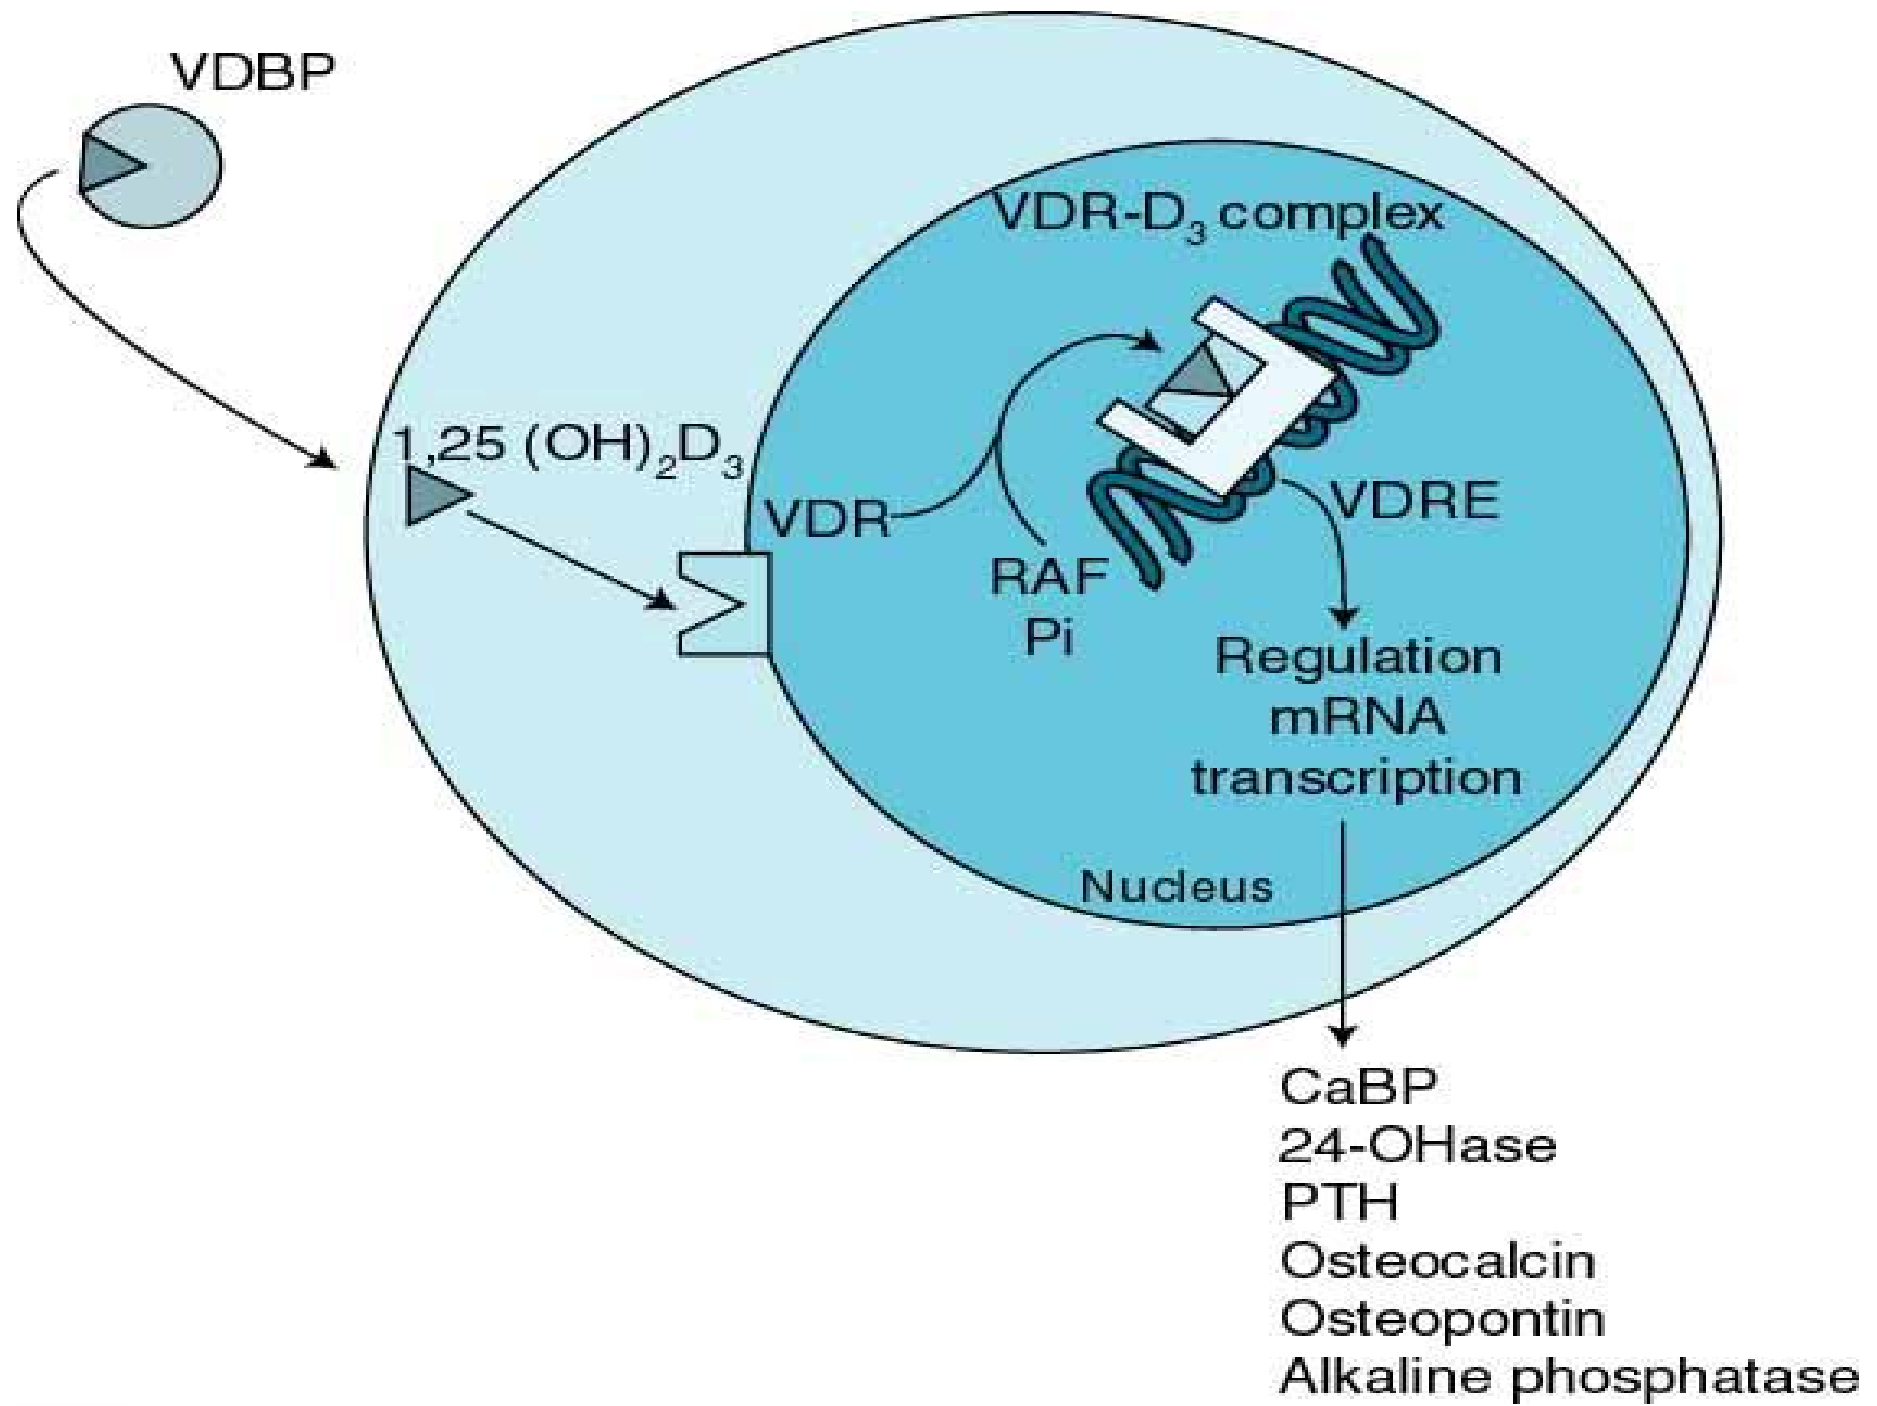 VDBP
VDR-D₃ complex
1,25 (OH)₂D₃
VDR
VDRE
RAF
Pi
Regulation
mRNA
transcription
Nucleus
CaBP
24-OHase
PTH
Osteocalcin
Osteopontin
Alkaline phosphatase